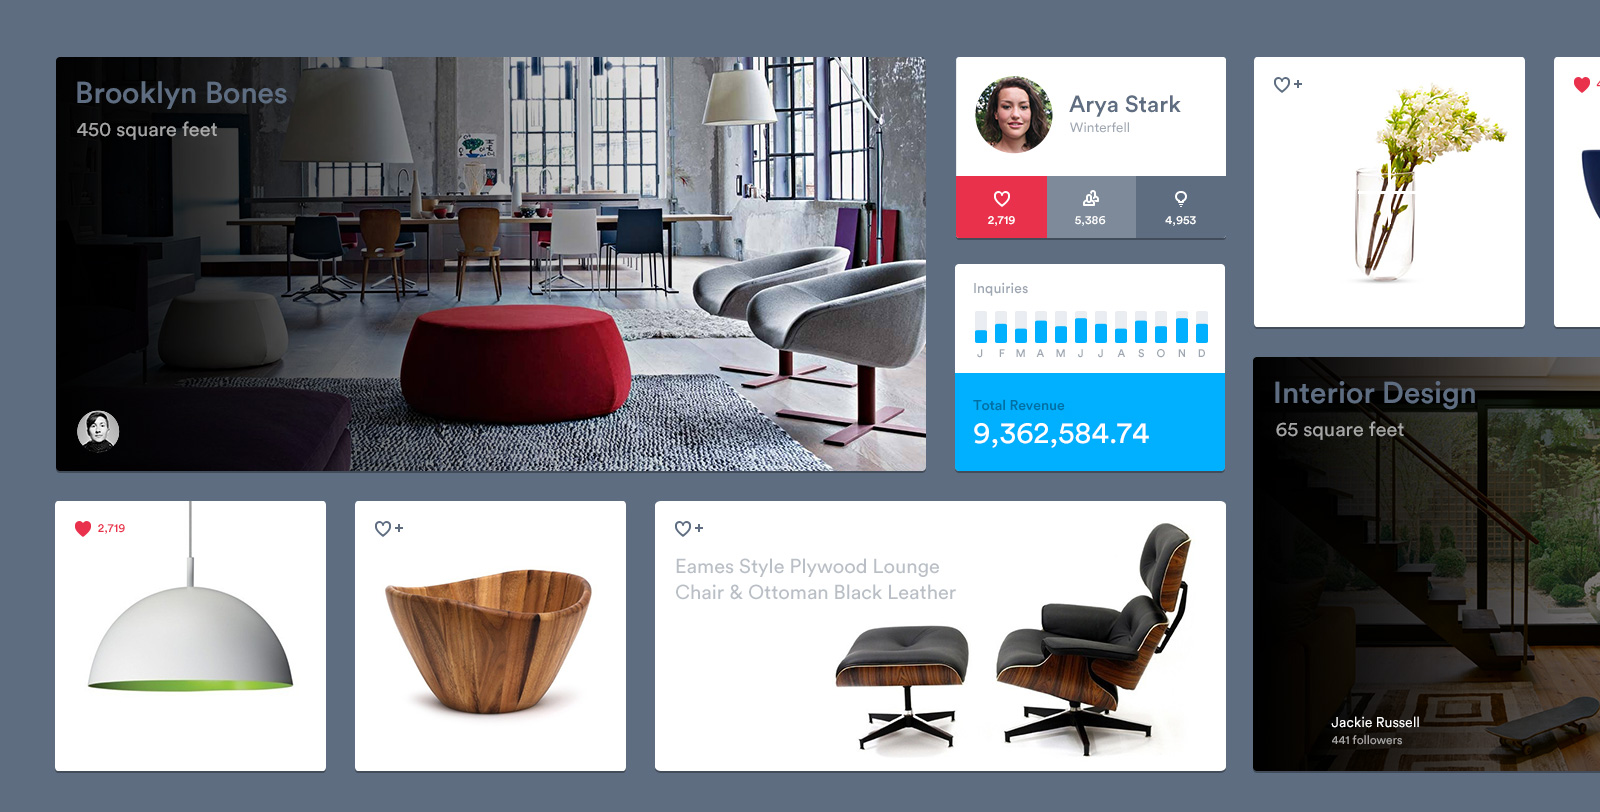 Brooklyn Bones
450 square feet
Arya Stark
Winterfell
2,719
5,386
4,953
Inquiries
J F M A M J J A S O N D
Total Revenue
9,362,584.74
2,719
+
+
Eames Style Plywood Lounge
Chair & Ottoman Black Leather
+
Interior Design
65 square feet
Jackie Russell
441 followers